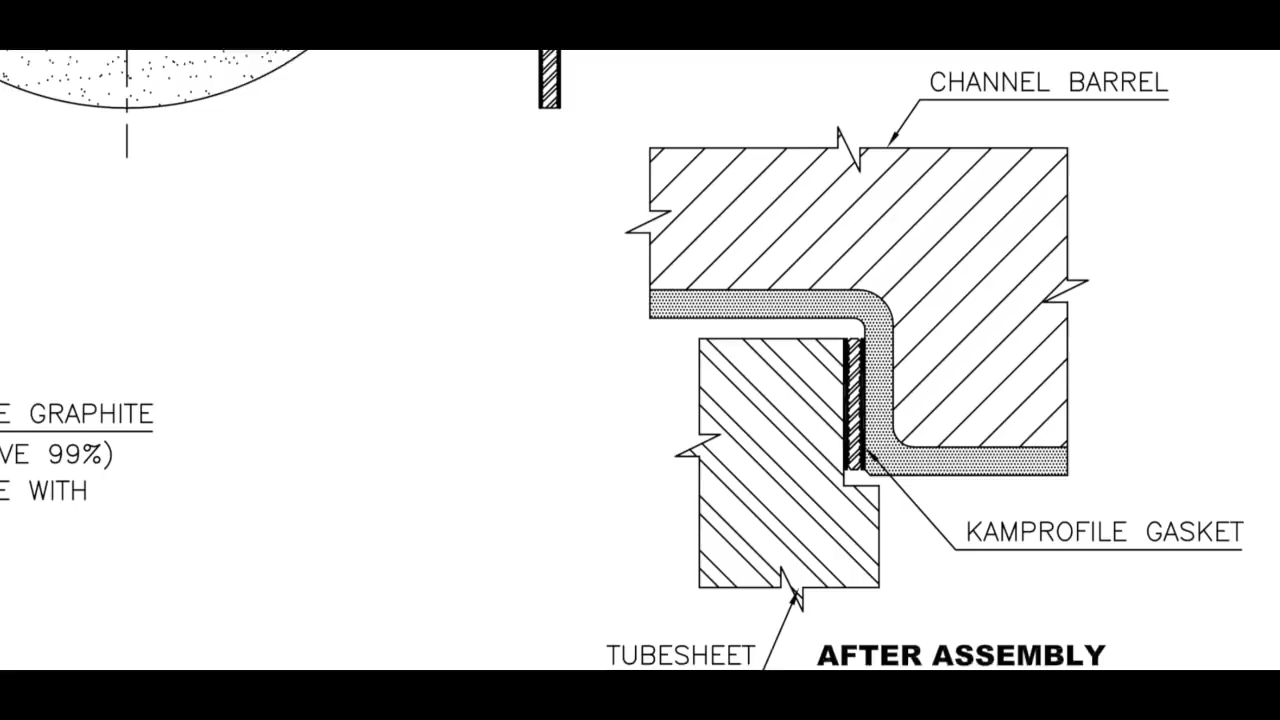 CHANNEL BARREL
E GRAPHITE
VE 99%)
E WITH
KAMPROFILE GASKET
TUBESHEET
AFTER ASSEMBLY